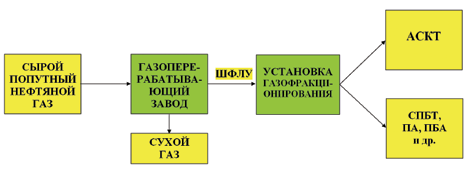 СЫРОЙ
ПОПУТНЫЙ
НЕФТЯНОЙ
ГАЗ
ГАЗОПЕРЕ-
РАБАТЫВА-
ЮЩИЙ
ЗАВОД
ШФЛУ
УСТАНОВКА
ГАЗОФРАКЦИ-
ОНИРОВАНИЯ
АСКТ
СПБТ,
ПА, ПБА
и др.
СУХОЙ
ГАЗ